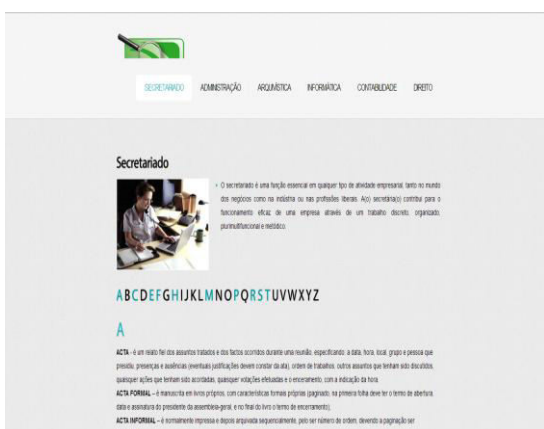 SECRETARIADO ADMINISTRAÇÃO ARQUIVÍSTICA INFORMÁTICA CONTABILIDADE DIREITO
Secretariado
O secretariado é uma função essencial em qualquer tipo de atividade empresarial, tanto no mundo
dos negócios como na indústria ou nas profissões liberais. A(o) secretária(o) contribui para o
funcionamento eficaz de uma empresa através de um trabalho discreto, organizado,
plurimultifuncional e metódico.
ABCDEFGHIJKLMNOPQRSTUVWXYZ
A
ACTA - é um relato fiel dos assuntos tratados e dos factos ocorridos durante uma reunião, especificando: a data, hora, local, grupo e pessoa que
presidiu, presenças e ausências (eventuais justificações devem constar da ata), ordem de trabalhos, outros assuntos que tenham sido discutidos,
quaisquer ações que tenham sido acordadas, quaisquer votações efetuadas e o encerramento, com a indicação da hora.
ACTA FORMAL – é manuscrita em livros próprios, com características formais próprias (paginado, na primeira folha deve ter o termo de abertura,
data e assinatura do presidente da assembleia-geral, e no final do livro o termo de encerramento);
ACTA INFORMAL – é normalmente impressa e depois arquivada sequencialmente, pelo ser número de ordem, devendo a paginação ser